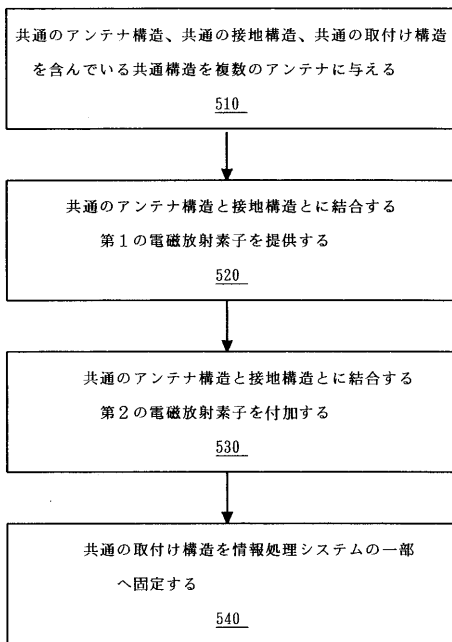 共通のアンテナ構造、共通の接地構造、共通の取付け構造
を含んでいる共通構造を複数のアンテナに与える
510
共通のアンテナ構造と接地構造とに結合する
第1の電磁放射素子を提供する
520
共通のアンテナ構造と接地構造とに結合する
第2の電磁放射素子を付加する
530
共通の取付け構造を情報処理システムの一部
へ固定する
540